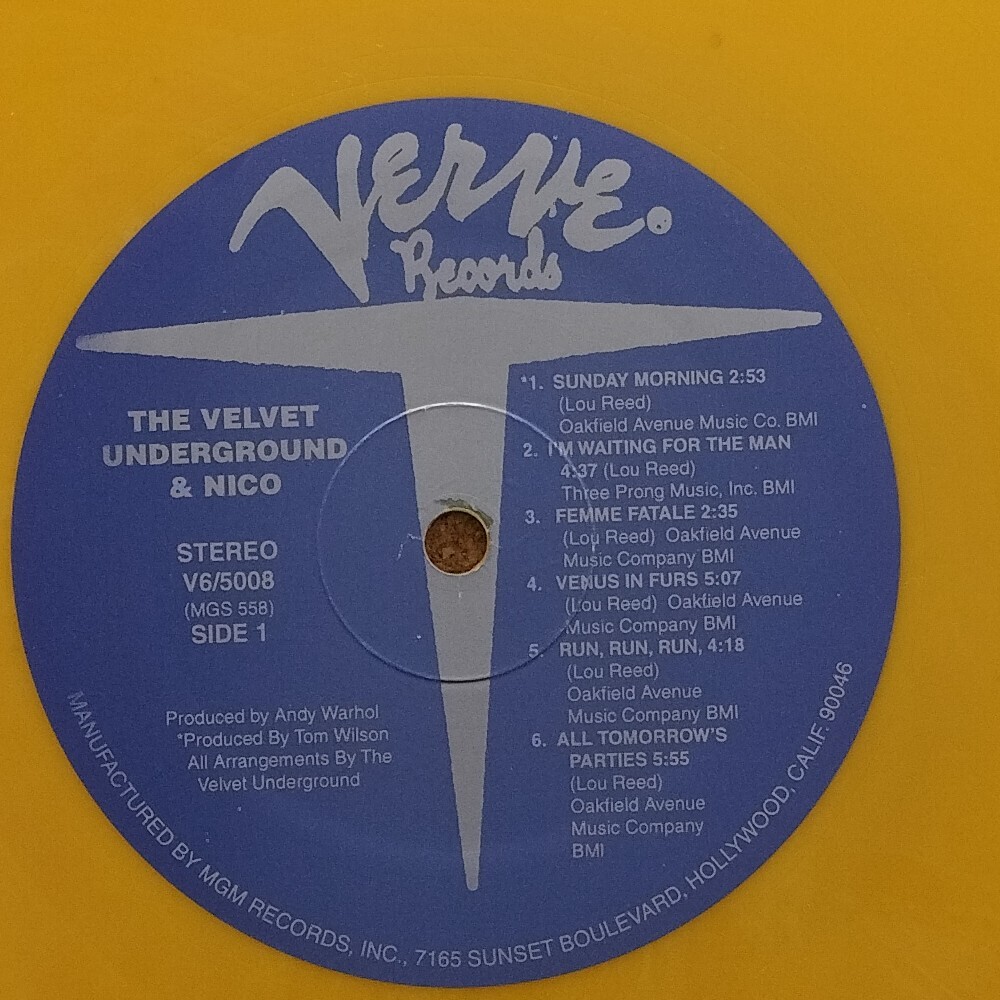 Verve.
Records
THE VELVET
UNDERGROUND
& NICO
STEREO
V6/5008
(MGS 558)
SIDE 1
Produced by Andy Warhol
*Produced By Tom Wilson
All Arrangements By The
Velvet Underground
*1. SUNDAY MORNING 2:53
(Lou Reed)
Oakfield Avenue Music Co. BMI
2. I'M WAITING FOR THE MAN
4:37 (Lou Reed)
Three Prong Music, Inc. BMI
3. FEMME FATALE 2:35
(Lou Reed) Oakfield Avenue
Music Company BMI
4. VENUS IN FURS 5:07
(Lou Reed) Oakfield Avenue
Music Company BMI
5. RUN, RUN, RUN, 4:18
(Lou Reed)
Oakfield Avenue
Music Company BMI
6. ALL TOMORROW'S
PARTIES 5:55
(Lou Reed)
Oakfield Avenue
Music Company
BMI
MANUFACTURED BY MGM RECORDS, INC., 7165 SUNSET BOULEVARD, HOLLYWOOD, CALIF. 90046